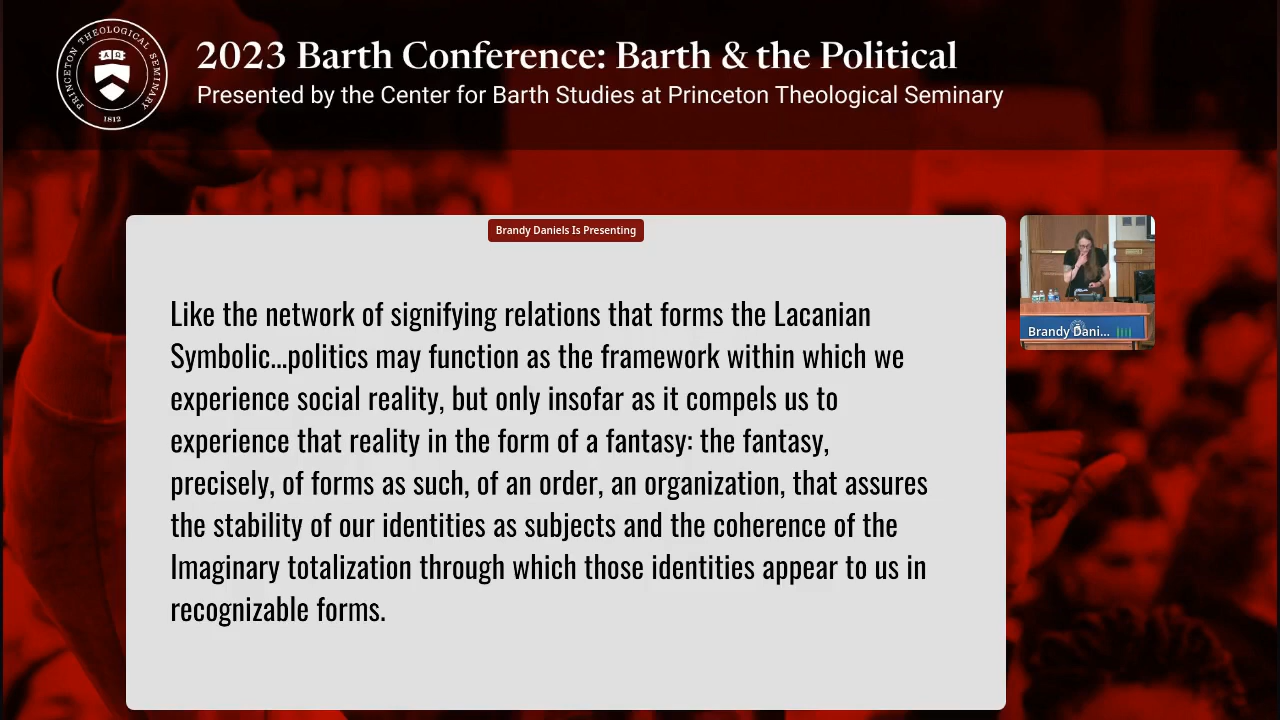 PRINCETON THEOLOGICAL SEMINARY
1812
2023 Barth Conference: Barth & the Political
Presented by the Center for Barth Studies at Princeton Theological Seminary
Brandy Daniels Is Presenting
Like the network of signifying relations that forms the Lacanian
Symbolic...politics may function as the framework within which we
experience social reality, but only insofar as it compels us to
experience that reality in the form of a fantasy: the fantasy,
precisely, of forms as such, of an order, an organization, that assures
the stability of our identities as subjects and the coherence of the
Imaginary totalization through which those identities appear to us in
recognizable forms.
Brandy Dani...